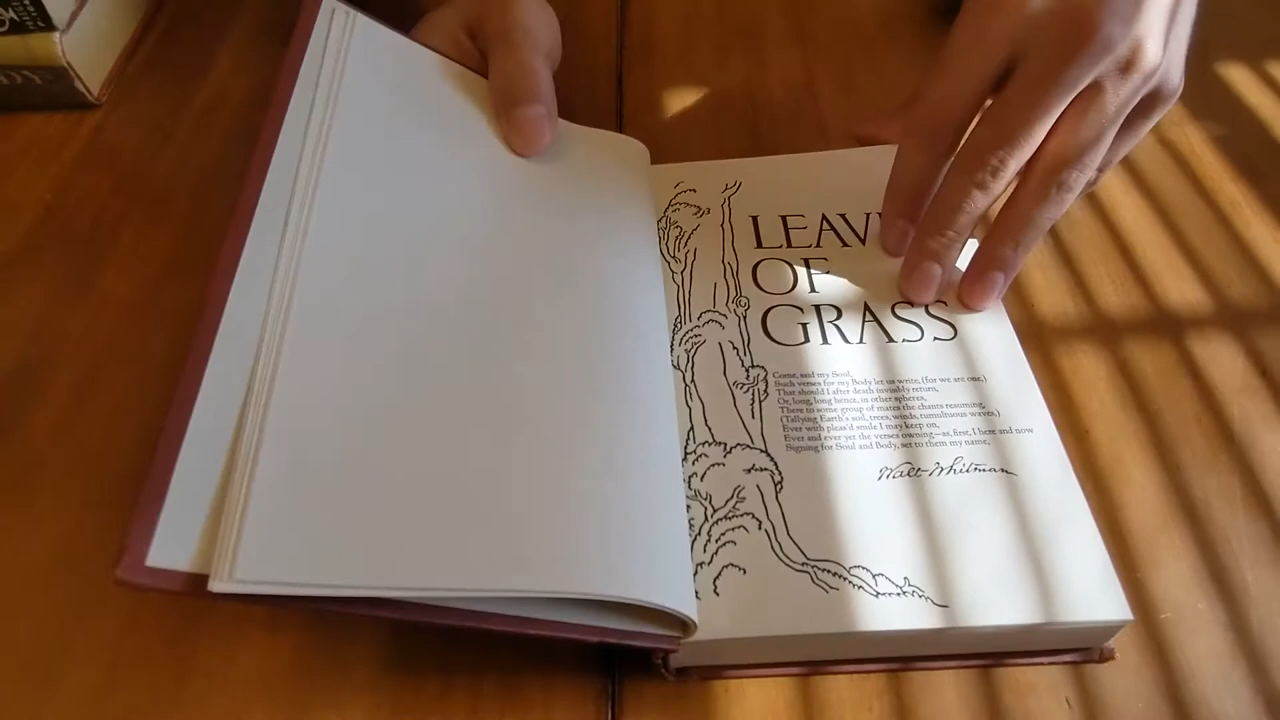 LEAV
OF
GRASS
Come, said my Soul,
Such verses for my Body let us write, (for we are one,)
That should I after death invisibly return,
Or, long, long hence, in other spheres,
There to some group of mates the chants resuming,
(Tallying Earth's soil, trees, winds, tumultuous waves,)
Ever with pleas'd smile I may keep on,
Ever and ever yet the verses owning—as, first, I here and now
Signing for Soul and Body, set to them my name,
Walt Whitman